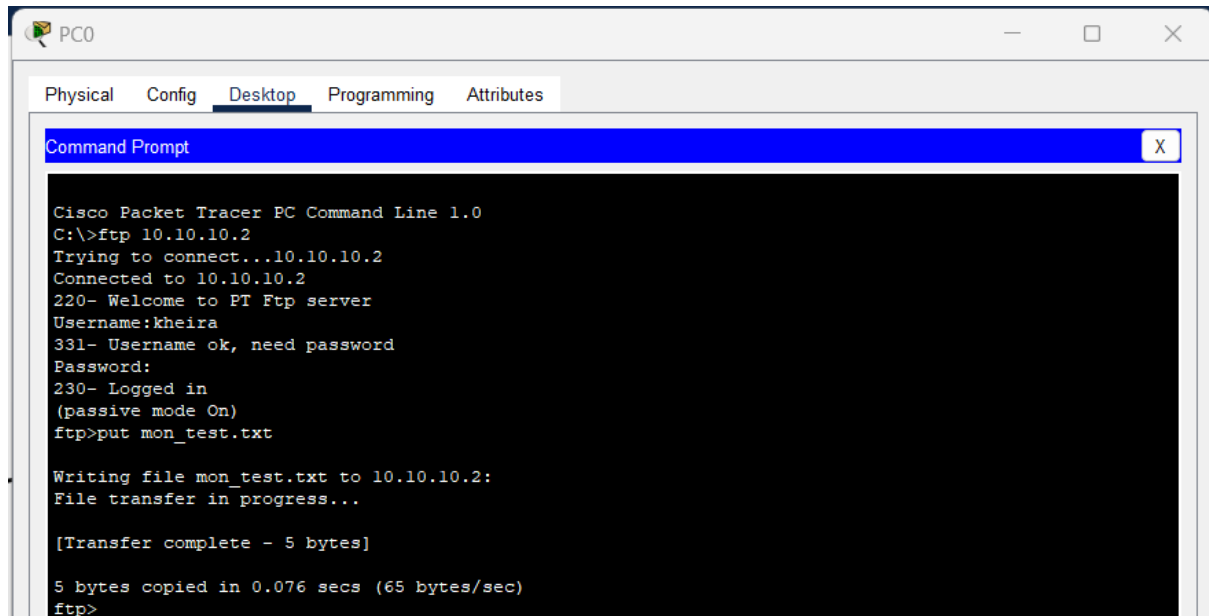 PC0
Physical Config Desktop Programming Attributes
Command Prompt X
Cisco Packet Tracer PC Command Line 1.0
C:\>ftp 10.10.10.2
Trying to connect...10.10.10.2
Connected to 10.10.10.2
220- Welcome to PT Ftp server
Username:kheira
331- Username ok, need password
Password:
230- Logged in
(passive mode On)
ftp>put mon_test.txt
Writing file mon_test.txt to 10.10.10.2:
File transfer in progress...
[Transfer complete - 5 bytes]
5 bytes copied in 0.076 secs (65 bytes/sec)
ftp>